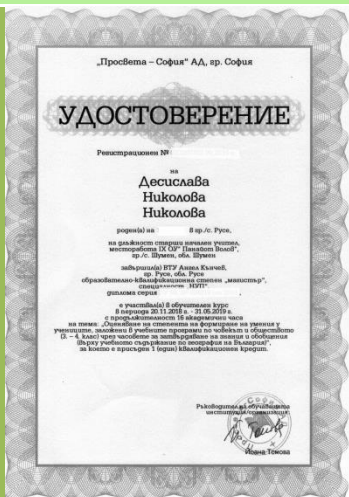 „Просвета – София“ АД, гр. София
УДОСТОВЕРЕНИЕ
Регистрационен №
на
Десислава
Николова
Николова
роден(а) на 8 гр./с. Русе,
на длъжност старши начален учител,
месторабота IX ОУ" Панайот Волов",
гр./с. Шумен, обл. Шумен
завършил(а) ВТУ Ангел Кънчев,
гр. Русе, обл. Русе
образователно-квалификационна степен „магистър",
специалност НУП"
диплома серия
е участвал(а) в обучителен курс
в периода 20.11.2018 г. - 31.05.2019 г.
с продължителност 16 академични часа
на тема: „Оценяване на степента на формиране на умения у
учениците, заложени в учебните програми по човекът и обществото
(3. – 4. клас) чрез часовете за затвърдяване на знания и обобщения
(върху учебното съдържание по география на България)",
за което е присъден 1 (един) квалификационен кредит.
Ръководител на обучаващата
институция/организация:
Йоана Томова